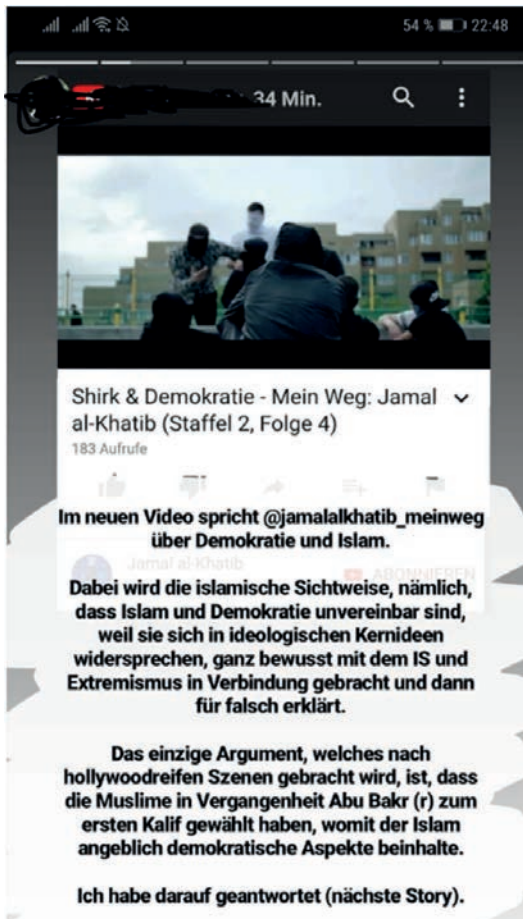 54 % 22:48
34 Min.
Shirk & Demokratie - Mein Weg: Jamal
al-Khatib (Staffel 2, Folge 4)
183 Aufrufe
Im neuen Video spricht @jamalalkhatib_meinweg
über Demokratie und Islam.
Jamal al-Khatib
ABONNIEREN
Dabei wird die islamische Sichtweise, nämlich,
dass Islam und Demokratie unvereinbar sind,
weil sie sich in ideologischen Kernideen
widersprechen, ganz bewusst mit dem IS und
Extremismus in Verbindung gebracht und dann
für falsch erklärt.
Das einzige Argument, welches nach
hollywoodreifen Szenen gebracht wird, ist, dass
die Muslime in Vergangenheit Abu Bakr (r) zum
ersten Kalif gewählt haben, womit der Islam
angeblich demokratische Aspekte beinhalte.
Ich habe darauf geantwortet (nächste Story).